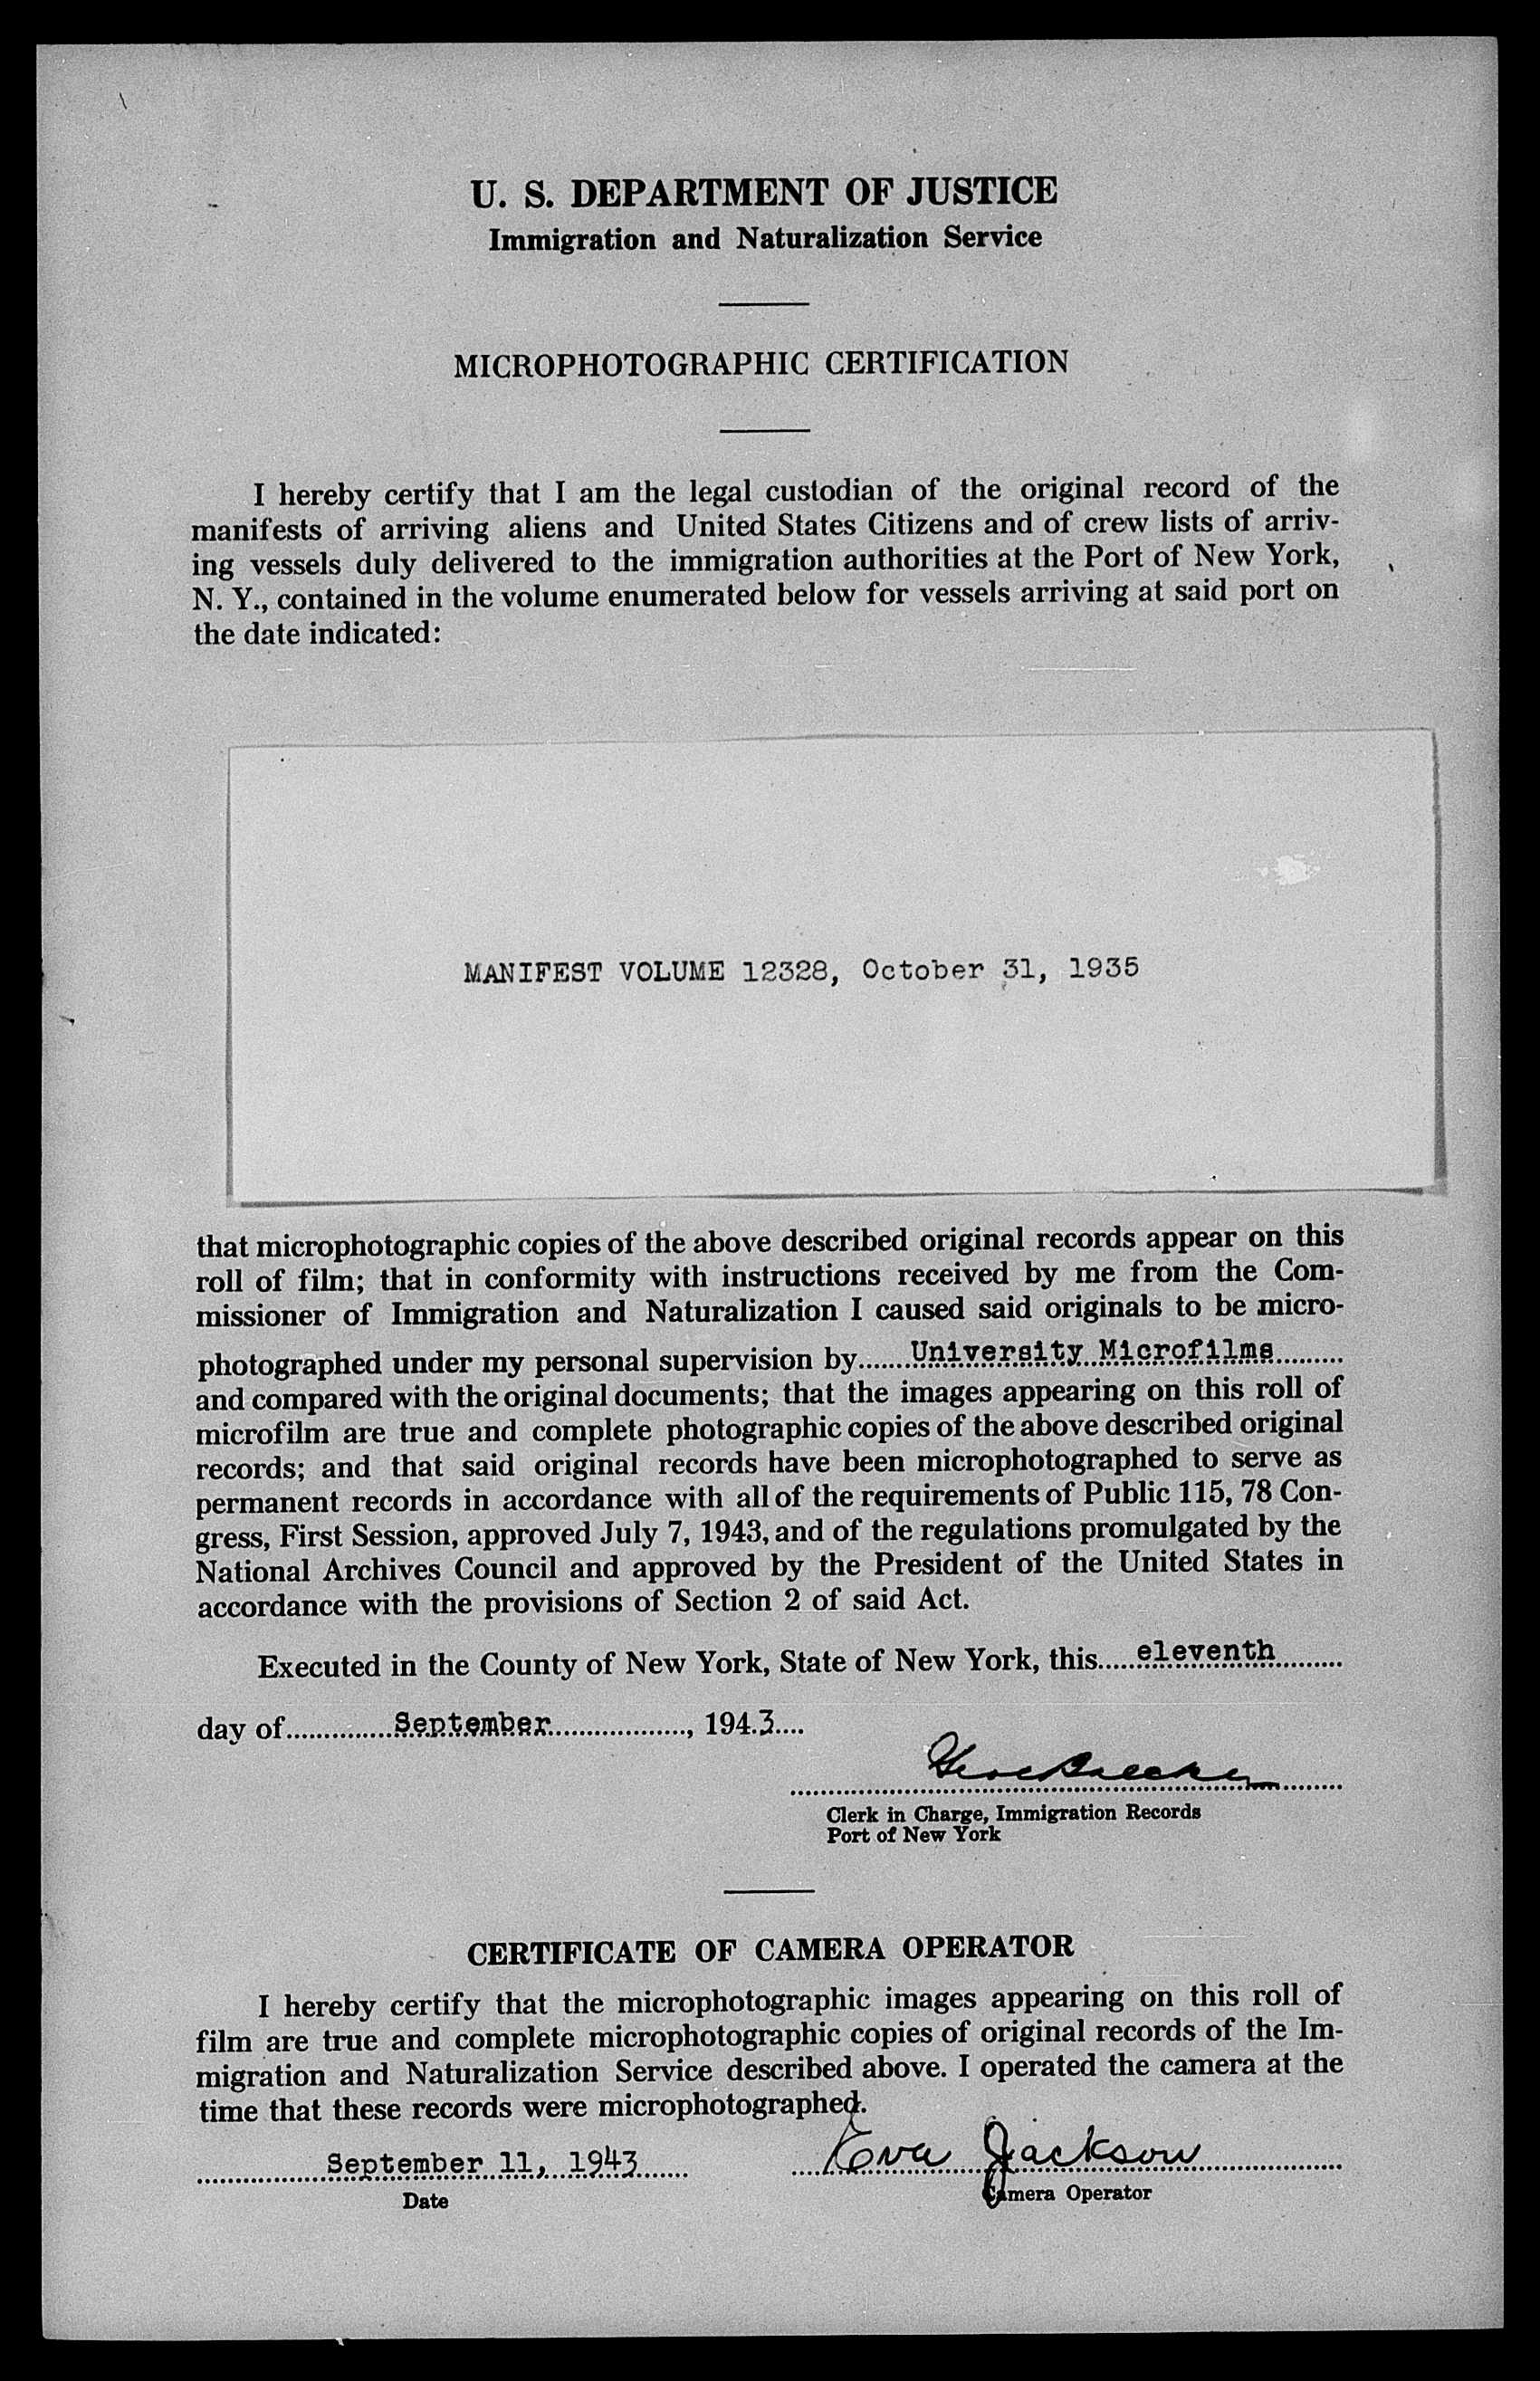 U. S. DEPARTMENT OF JUSTICE
Immigration and Naturalization Service
MICROPHOTOGRAPHIC CERTIFICATION
I hereby certify that I am the legal custodian of the original record of the
manifests of arriving aliens and United States Citizens and of crew lists of arriv-
ing vessels duly delivered to the immigration authorities at the Port of New York,
N. Y., contained in the volume enumerated below for vessels arriving at said port on
the date indicated:
MANIFEST VOLUME 12328, October 31, 1935
that microphotographic copies of the above described original records appear on this
roll of film; that in conformity with instructions received by me from the Com-
missioner of Immigration and Naturalization I caused said originals to be micro-
photographed under my personal supervision by......University Microfilms.........
and compared with the original documents; that the images appearing on this roll of
microfilm are true and complete photographic copies of the above described original
records; and that said original records have been microphotographed to serve as
permanent records in accordance with all of the requirements of Public 115, 78 Con-
gress, First Session, approved July 7, 1943, and of the regulations promulgated by the
National Archives Council and approved by the President of the United States in
accordance with the provisions of Section 2 of said Act.
Executed in the County of New York, State of New York, this.....eleventh.........
day of..............September.................., 194.3....
Clerk in Charge, Immigration Records
Port of New York
CERTIFICATE OF CAMERA OPERATOR
I hereby certify that the microphotographic images appearing on this roll of
film are true and complete microphotographic copies of original records of the Im-
migration and Naturalization Service described above. I operated the camera at the
time that these records were microphotographed.
September 11, 1943 Eva Jackson
Date Camera Operator